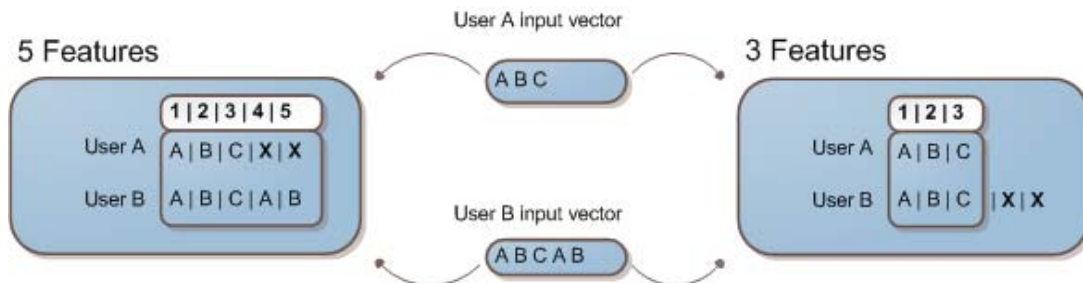 User A input vector
5 Features
3 Features
A B C
1 | 2 | 3 | 4 | 5
1 | 2 | 3
User A A | B | C | X | X
User A A | B | C
User B A | B | C | A | B
User B A | B | C | X | X
User B input vector
A B C A B